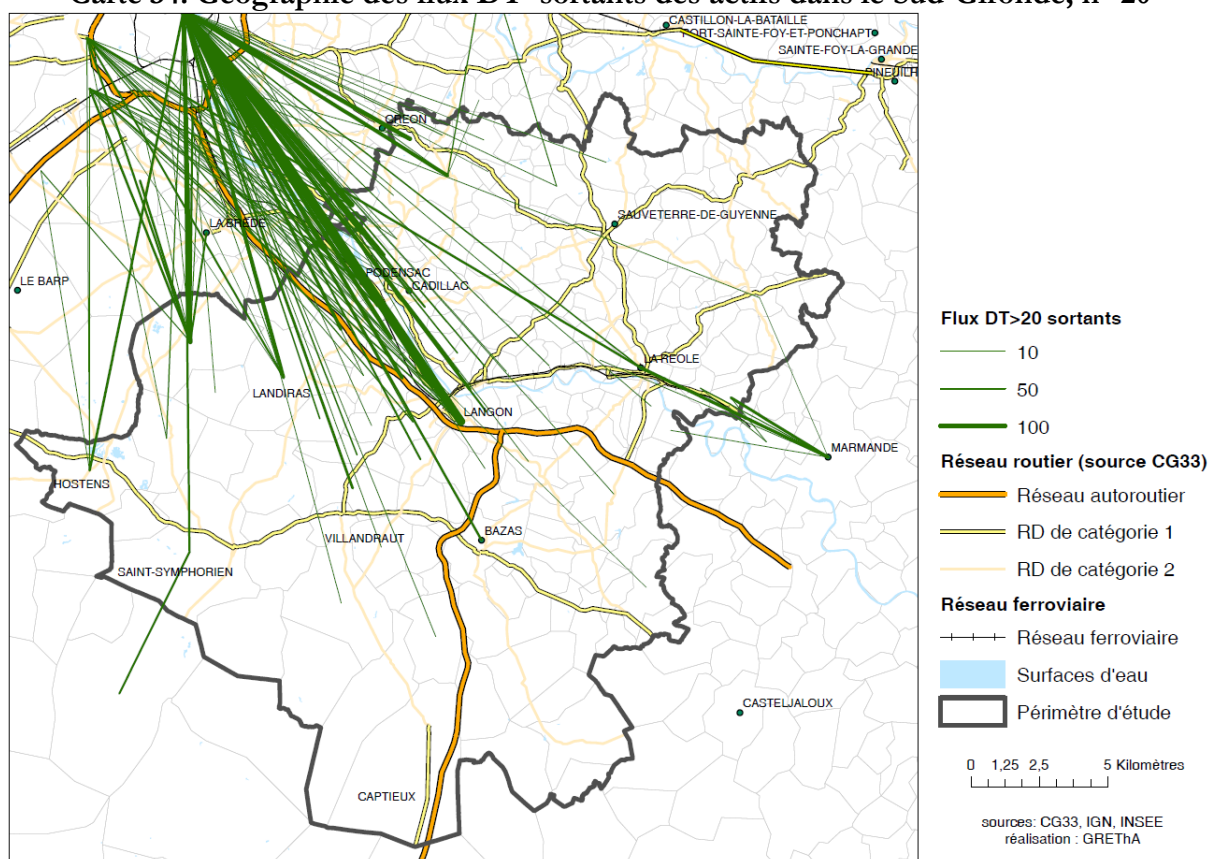 Carte 34. Géographie des flux DT sortants des actifs dans le Sud-Gironde, n 20
CASTILLON-LA-BATAILLE
PORT-SAINTE-FOY-ET-PONCHAPT
SAINTE-FOY-LA-GRANDE
PINEUILH
CREON
SAUVETERRE-DE-GUYENNE
LA BREDE
LE BARP
PODENSAC
CADILLAC
LA REOLE
LANDIRAS
LANGON
MARMANDE
HOSTENS
BAZAS
VILLANDRAUT
SAINT-SYMPHORIEN
CASTELJALOUX
CAPTIEUX
Flux DT>20 sortants
10
50
100
Réseau routier (source CG33)
Réseau autoroutier
RD de catégorie 1
RD de catégorie 2
Réseau ferroviaire
Réseau ferroviaire
Surfaces d'eau
Périmètre d'étude
0 1,25 2,5 5 Kilomètres
sources: CG33, IGN, INSEE
réalisation : GREThA